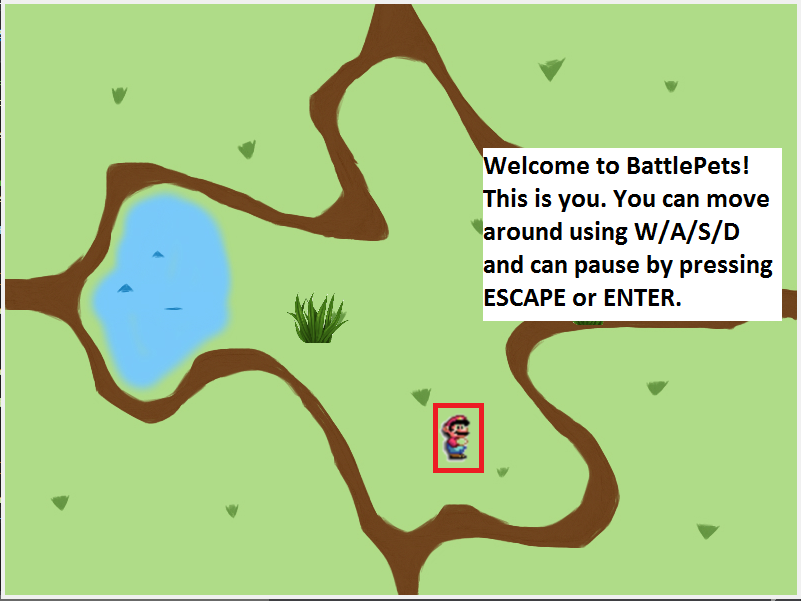 Welcome to BattlePets!
This is you. You can move
around using W/A/S/D
and can pause by pressing
ESCAPE or ENTER.